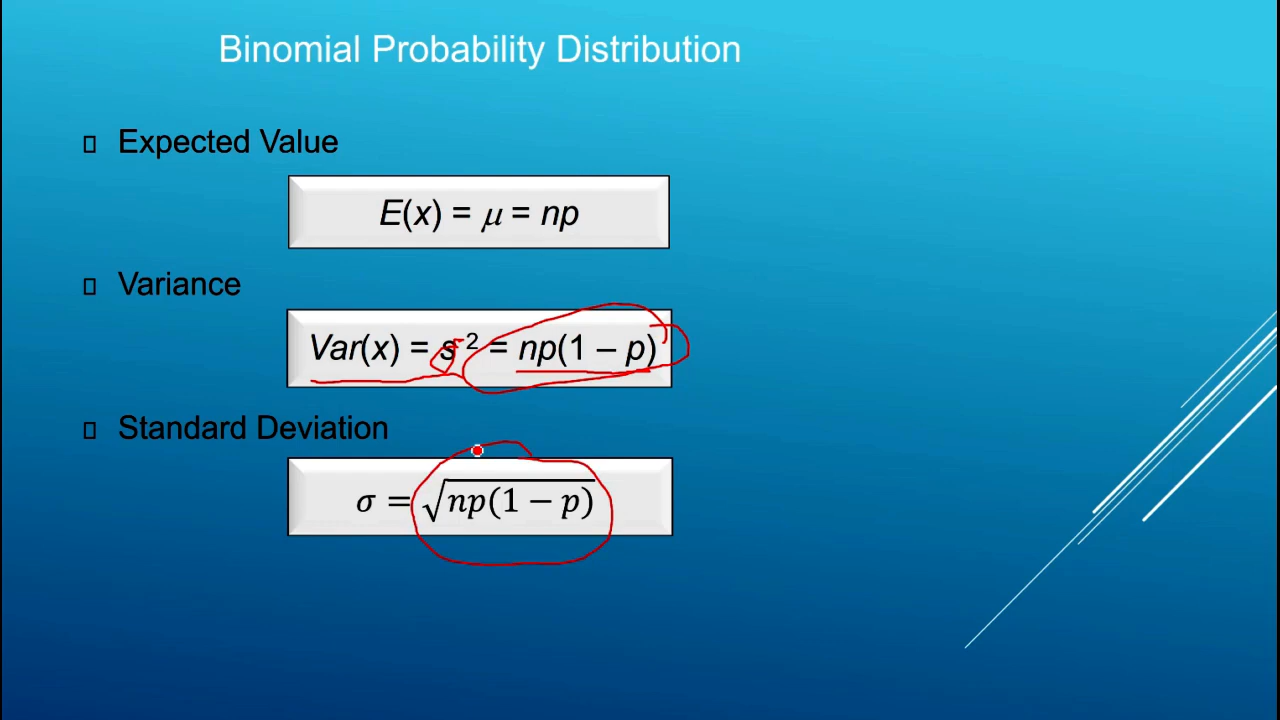 Binomial Probability Distribution
Expected Value
E(x) = μ = np
Variance
Var(x) = s² = np(1 – p)
Standard Deviation
σ = √np(1 − p)